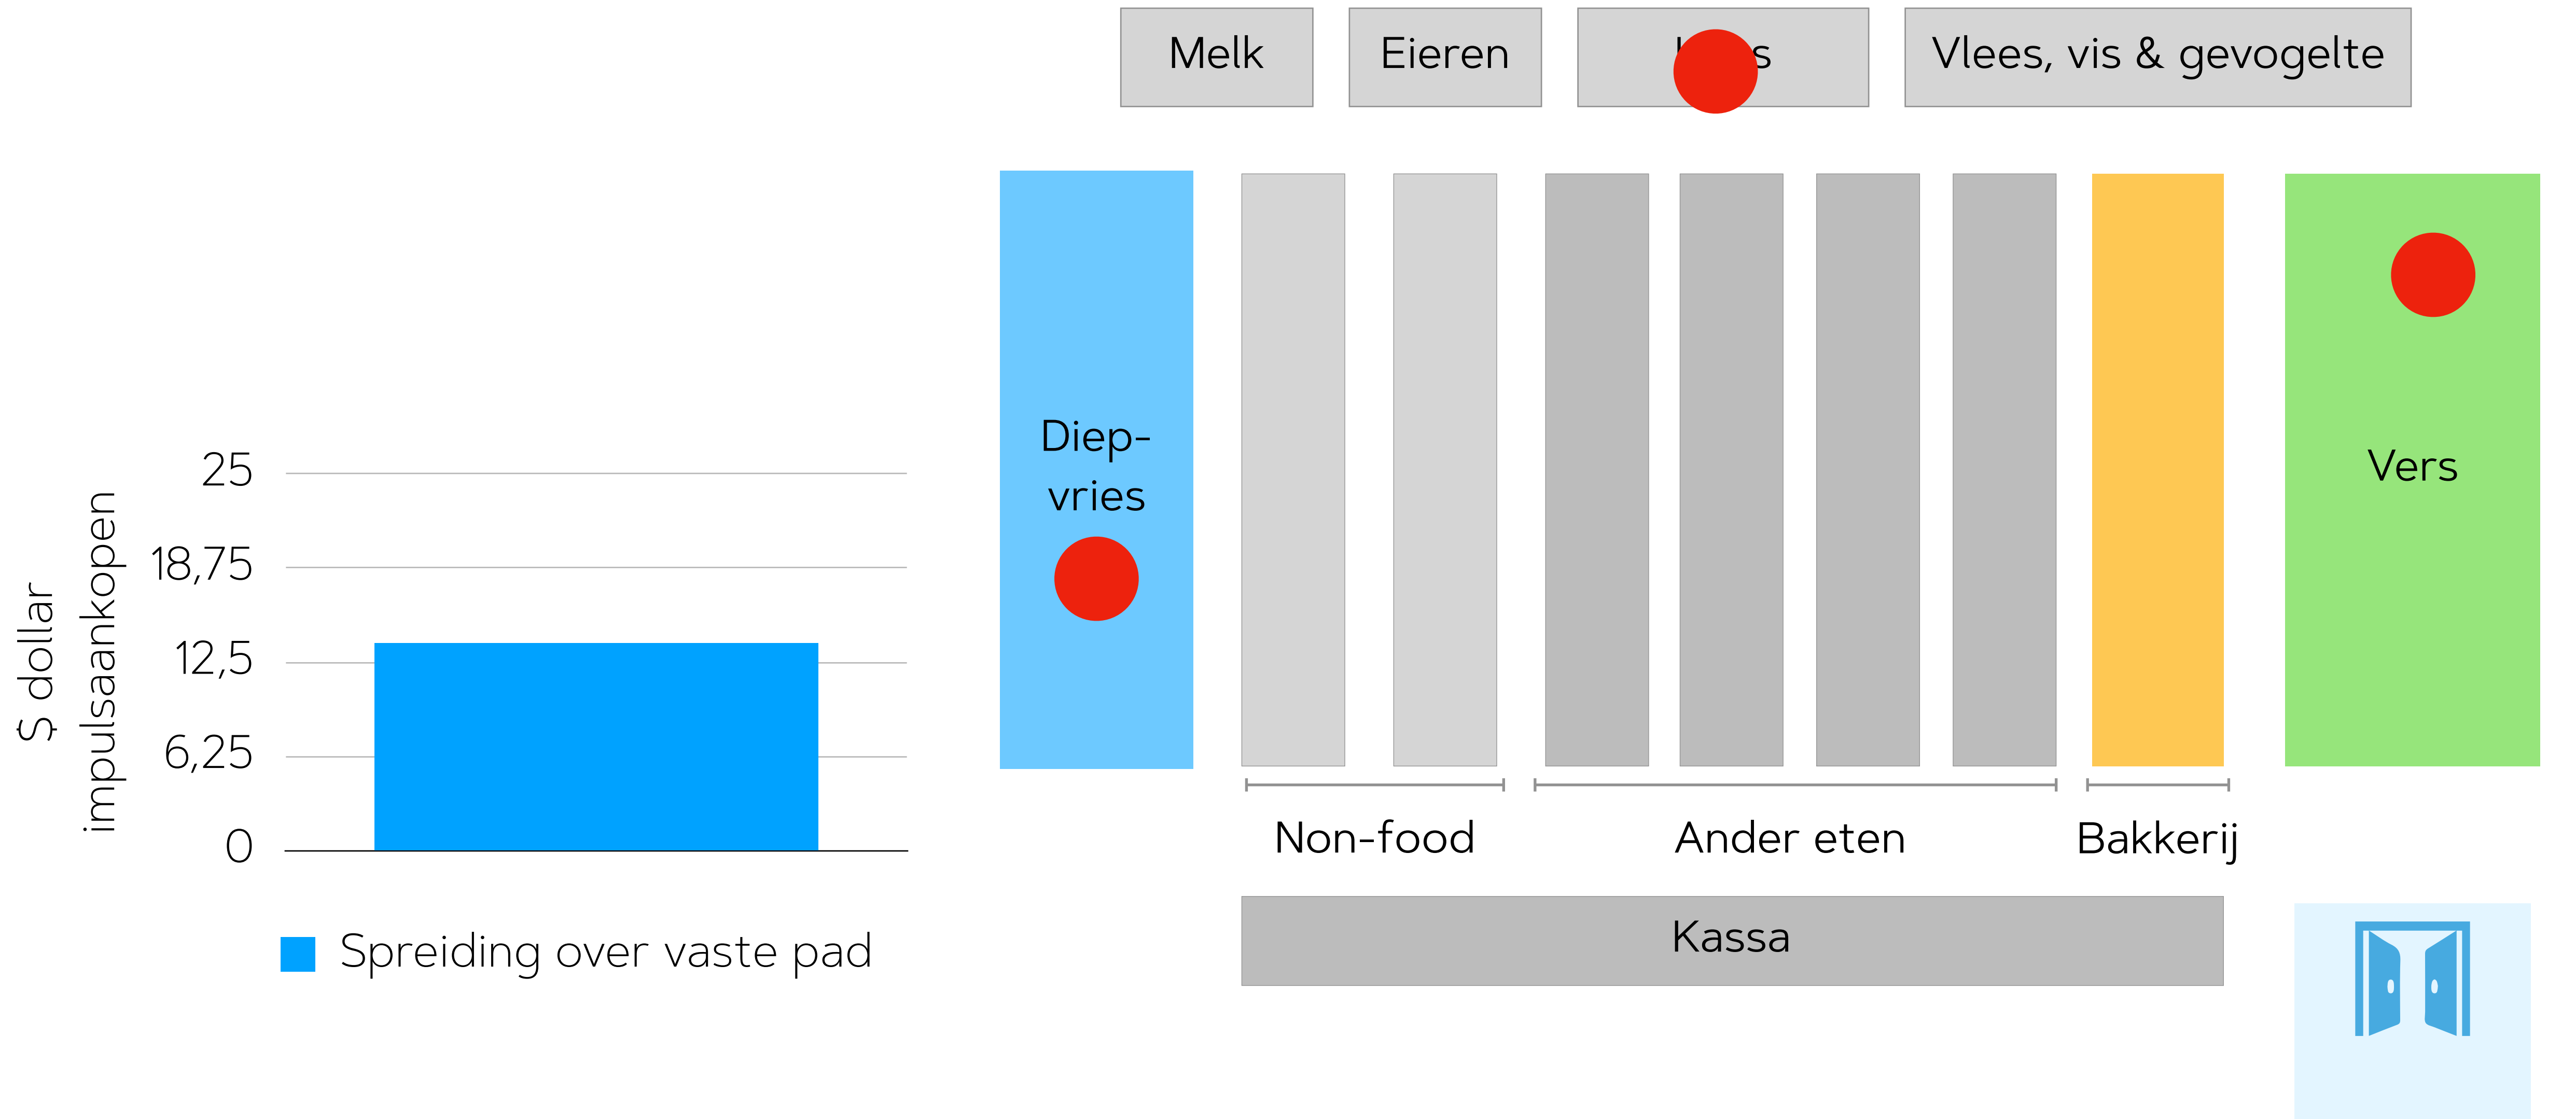 Melk
Eieren
Vlees, vis & gevogelte
Diep-
vries
Vers
$ dollar
impulsaankopen
25
18,75
12,5
6,25
0
Spreiding over vaste pad
Non-food
Ander eten
Bakkerij
Kassa